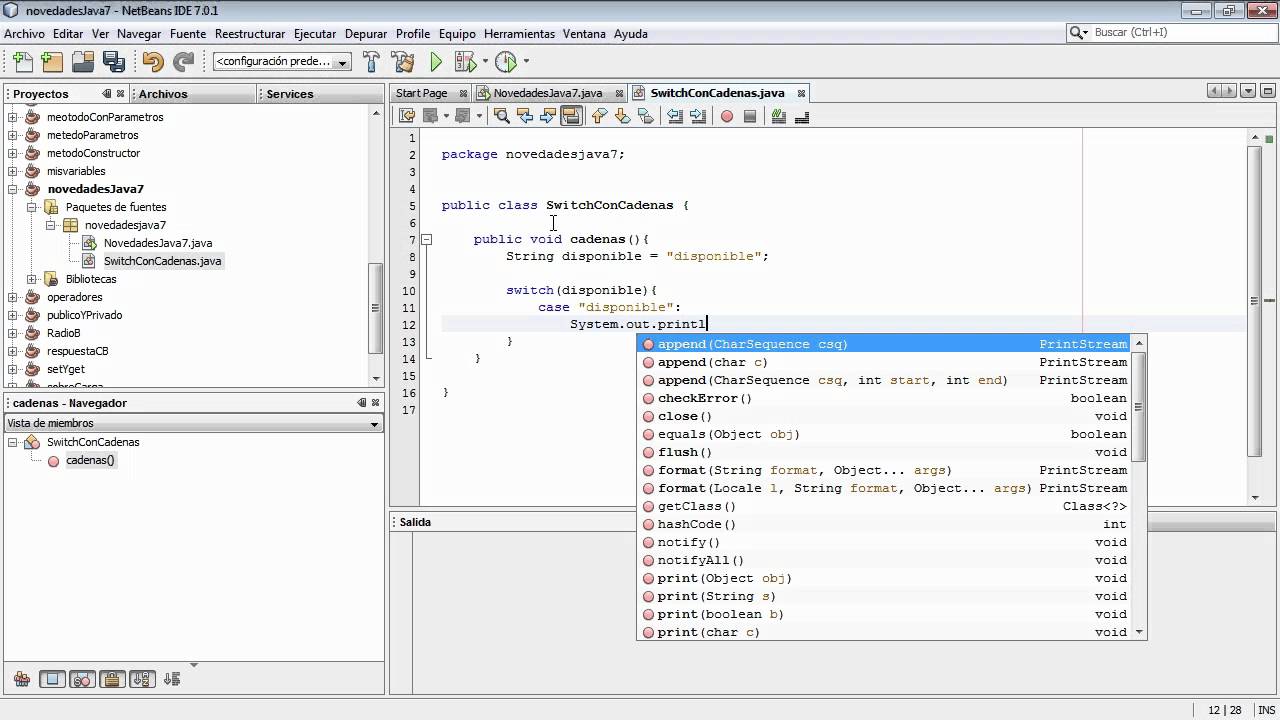 novedadesJava7 - NetBeans IDE 7.0.1
Archivo Editar Ver Navegar Fuente Reestructurar Ejecutar Depurar Profile Equipo Herramientas Ventana Ayuda
Buscar (Ctrl+I)
<configuración prede...
Proyectos Archivos Services
meotodoConParametros
metedoParametros
metodoConstructor
misvariables
novedadesJava7
Paquetes de fuentes
novedadesjava7
NovedadesJava7.java
SwitchConCadenas.java
Bibliotecas
operadores
publicoYPrivado
RadioB
respuestaCB
setYget
cadenas - Navegador
Vista de miembros
SwitchConCadenas
cadenas()
Start Page NovedadesJava7.java SwitchConCadenas.java
1
2 package novedadesjava7;
3
4
5 public class SwitchConCadenas {
6
7 public void cadenas(){
8 String disponible = "disponible";
9
10 switch(disponible){
11 case "disponible":
12 System.out.printl
13 }
14 }
15
16 }
17
append(CharSequence csq) PrintStream
append(char c) PrintStream
append(CharSequence csq, int start, int end) PrintStream
checkError() boolean
close() void
equals(Object obj) boolean
flush() void
format(String format, Object... args) PrintStream
format(Locale l, String format, Object... args) PrintStream
getClass() Class<?>
hashCode() int
notify() void
notifyAll() void
print(Object obj) void
print(String s) void
print(boolean b) void
print(char c) void
Salida
12 | 28 INS